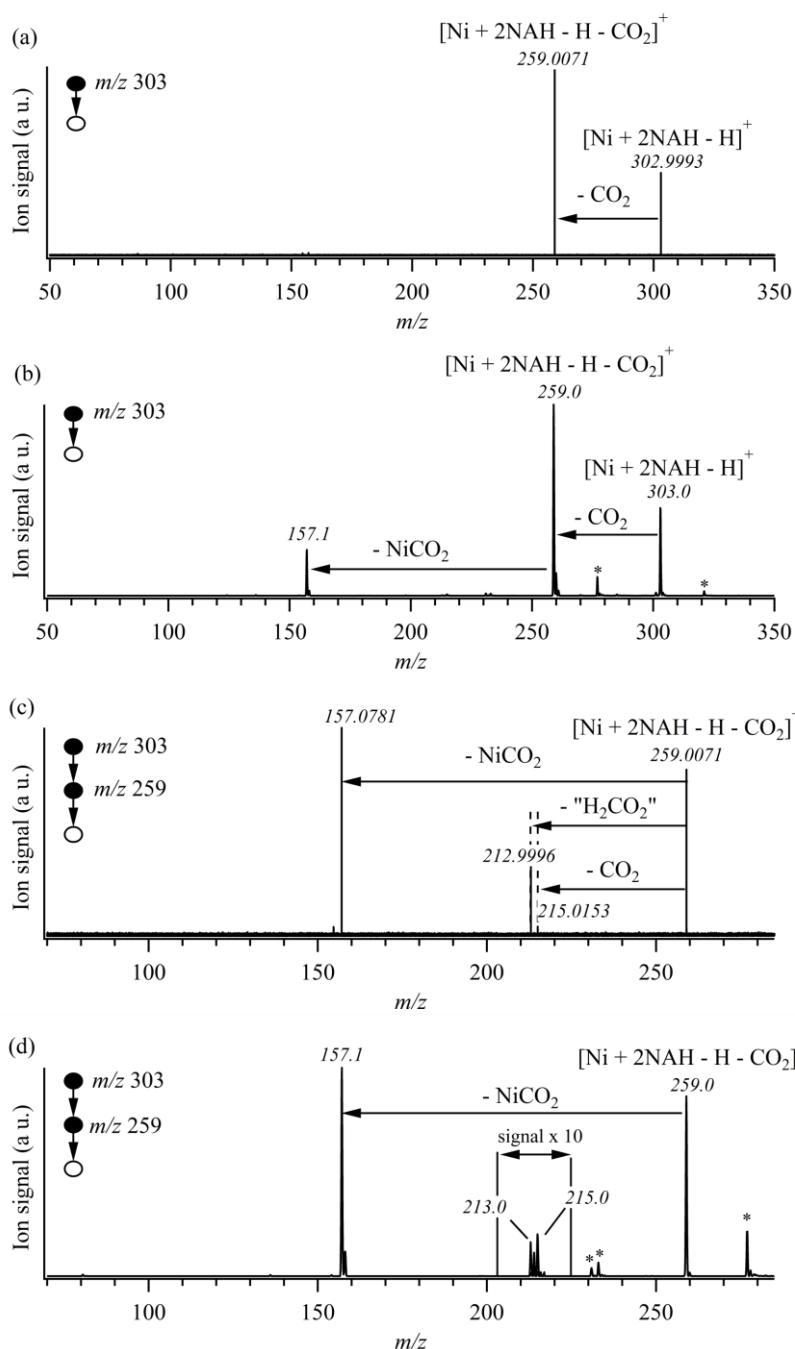 (a)
[Ni + 2NAH - H - CO₂]⁺
259.0071
m/z 303
[Ni + 2NAH - H]⁺
302.9993
- CO₂
Ion signal (a u.)
50 100 150 200 250 300 350
m/z
(b)
[Ni + 2NAH - H - CO₂]⁺
259.0
m/z 303
[Ni + 2NAH - H]⁺
303.0
- CO₂
157.1
- NiCO₂
* *
Ion signal (a u.)
50 100 150 200 250 300 350
m/z
(c)
157.0781
[Ni + 2NAH - H - CO₂]
259.0071
m/z 303
- NiCO₂
m/z 259
- "H₂CO₂"
212.9996
- CO₂
215.0153
Ion signal (a u.)
100 150 200 250
m/z
(d)
157.1
[Ni + 2NAH - H - CO₂]
259.0
m/z 303
- NiCO₂
m/z 259
signal x 10
213.0
215.0
* * *
Ion signal (a u.)
100 150 200 250
m/z